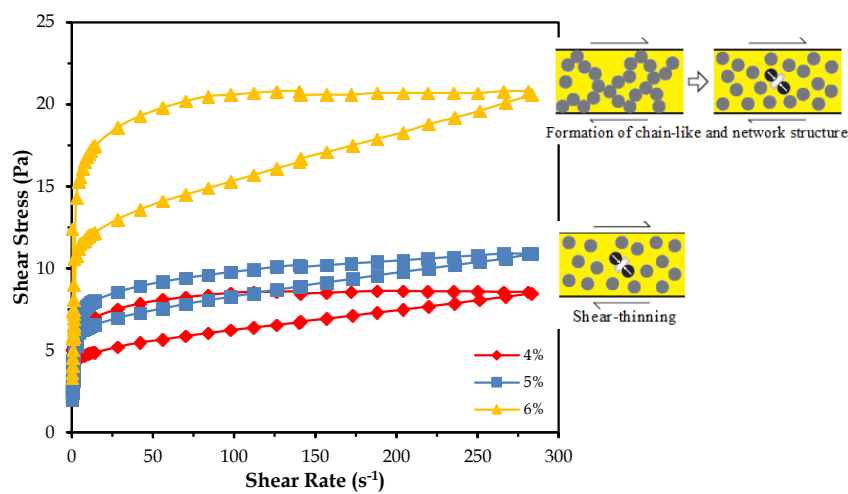 25
20
15
10
5
0
Shear Stress (Pa)
0 50 100 150 200 250 300
Shear Rate (s⁻¹)
4%
5%
6%
Formation of chain-like and network structure
Shear-thinning